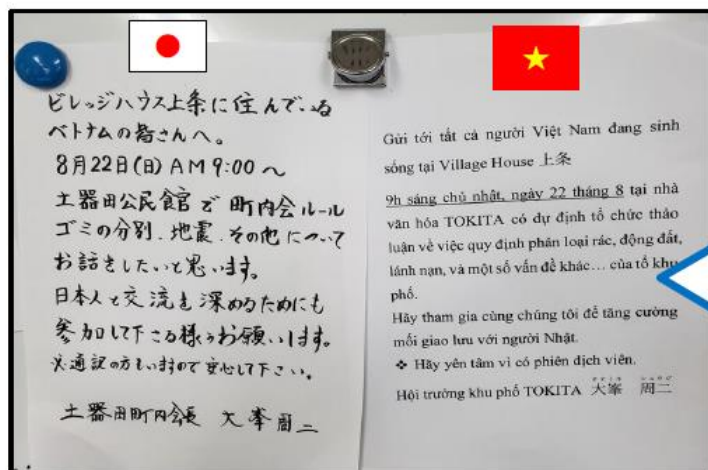 ビレッジハウス上条に住んでいる
ベトナムの皆さんへ。
8月22日(日)AM9:00〜
土器田公民館で町内会ルール
ゴミの分別、地震、その他について
お話をしたいと思います。
日本人と交流を深めるためにも
参加して下さる様お願いします。
※通訳の方もいますので安心して下さい。
土器田町内会長 大峯周二
Gửi tới tất cả người Việt Nam đang sinh
sống tại Village House 上条
9h sáng chủ nhật, ngày 22 tháng 8 tại nhà
văn hóa TOKITA có dự định tổ chức thảo
luận về việc quy định phân loại rác, động đất,
lánh nạn, và một số vấn đề khác… của tổ khu
phố.
Hãy tham gia cùng chúng tôi để tăng cường
mối giao lưu với người Nhật.
❖ Hãy yên tâm vì có phiên dịch viên.
Hội trường khu phố TOKITA 大峯 周二